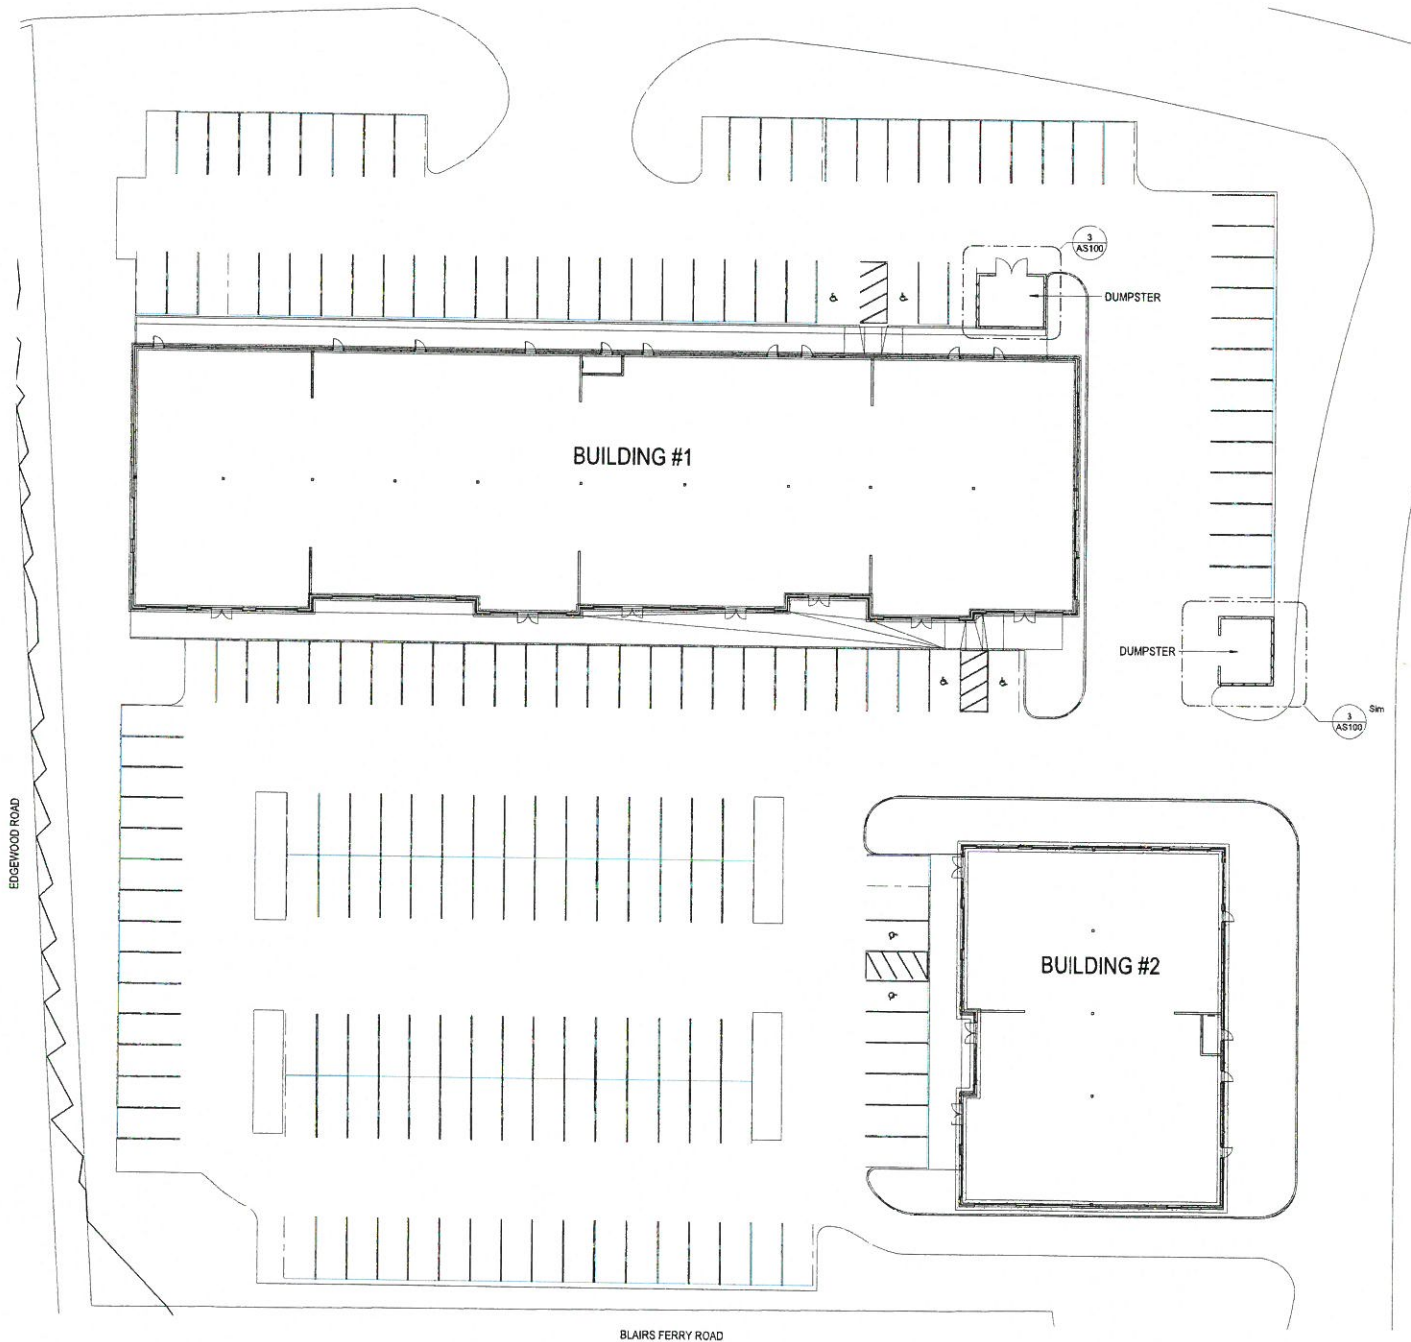 3
AS100
DUMPSTER
BUILDING #1
DUMPSTER
Sim
3
AS100
EDGEWOOD ROAD
BUILDING #2
BLAIRS FERRY ROAD